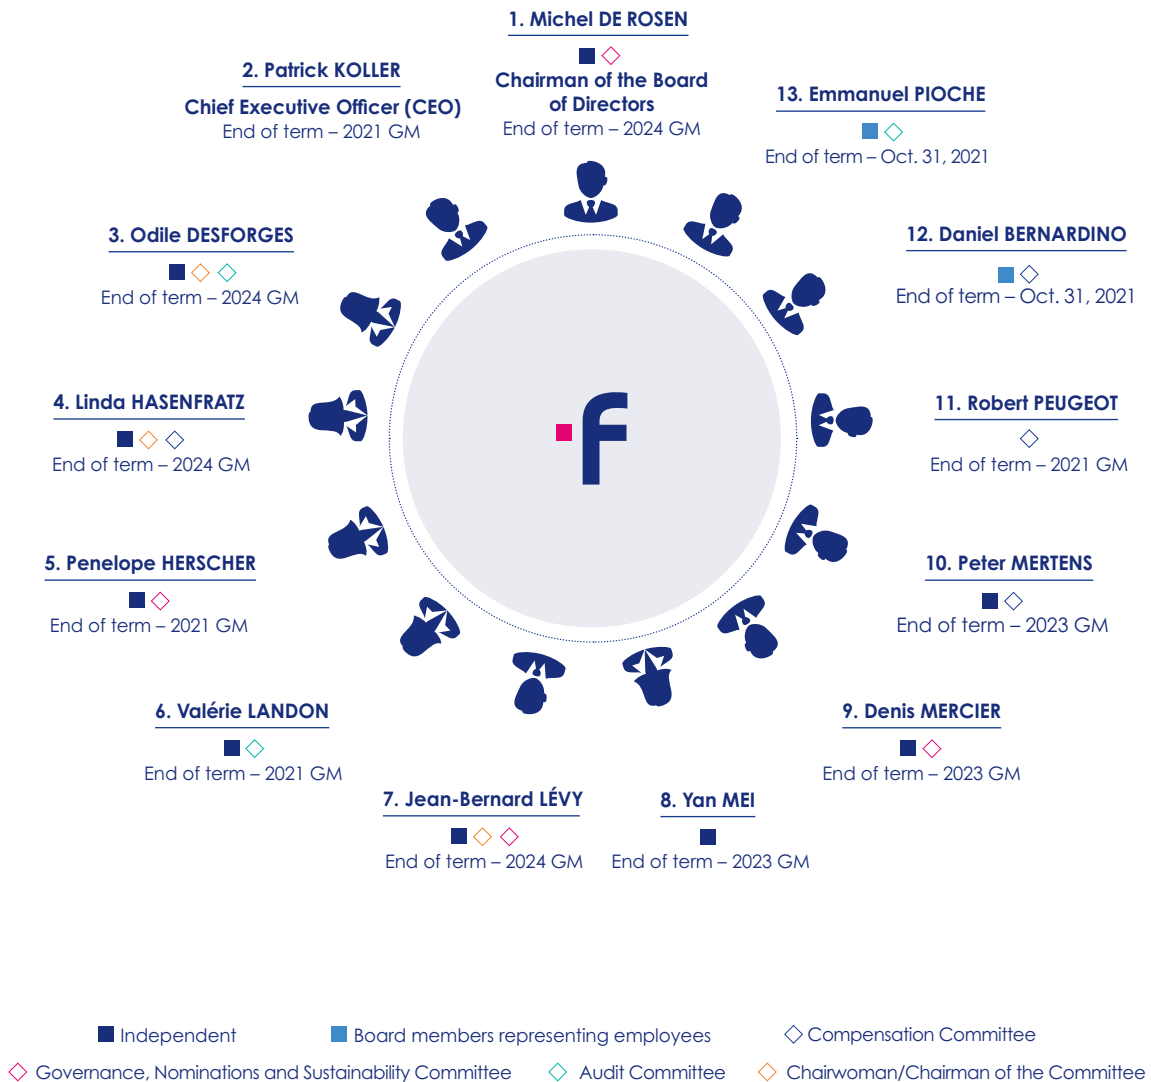 1. Michel DE ROSEN
Chairman of the Board
of Directors
End of term – 2024 GM
2. Patrick KOLLER
Chief Executive Officer (CEO)
End of term – 2021 GM
3. Odile DESFORGES
End of term – 2024 GM
4. Linda HASENFRATZ
End of term – 2024 GM
5. Penelope HERSCHER
End of term – 2021 GM
6. Valérie LANDON
End of term – 2021 GM
7. Jean-Bernard LÉVY
End of term – 2024 GM
8. Yan MEI
End of term – 2023 GM
9. Denis MERCIER
End of term – 2023 GM
10. Peter MERTENS
End of term – 2023 GM
11. Robert PEUGEOT
End of term – 2021 GM
12. Daniel BERNARDINO
End of term – Oct. 31, 2021
13. Emmanuel PIOCHE
End of term – Oct. 31, 2021
f
Independent
Board members representing employees
Compensation Committee
Governance, Nominations and Sustainability Committee
Audit Committee
Chairwoman/Chairman of the Committee